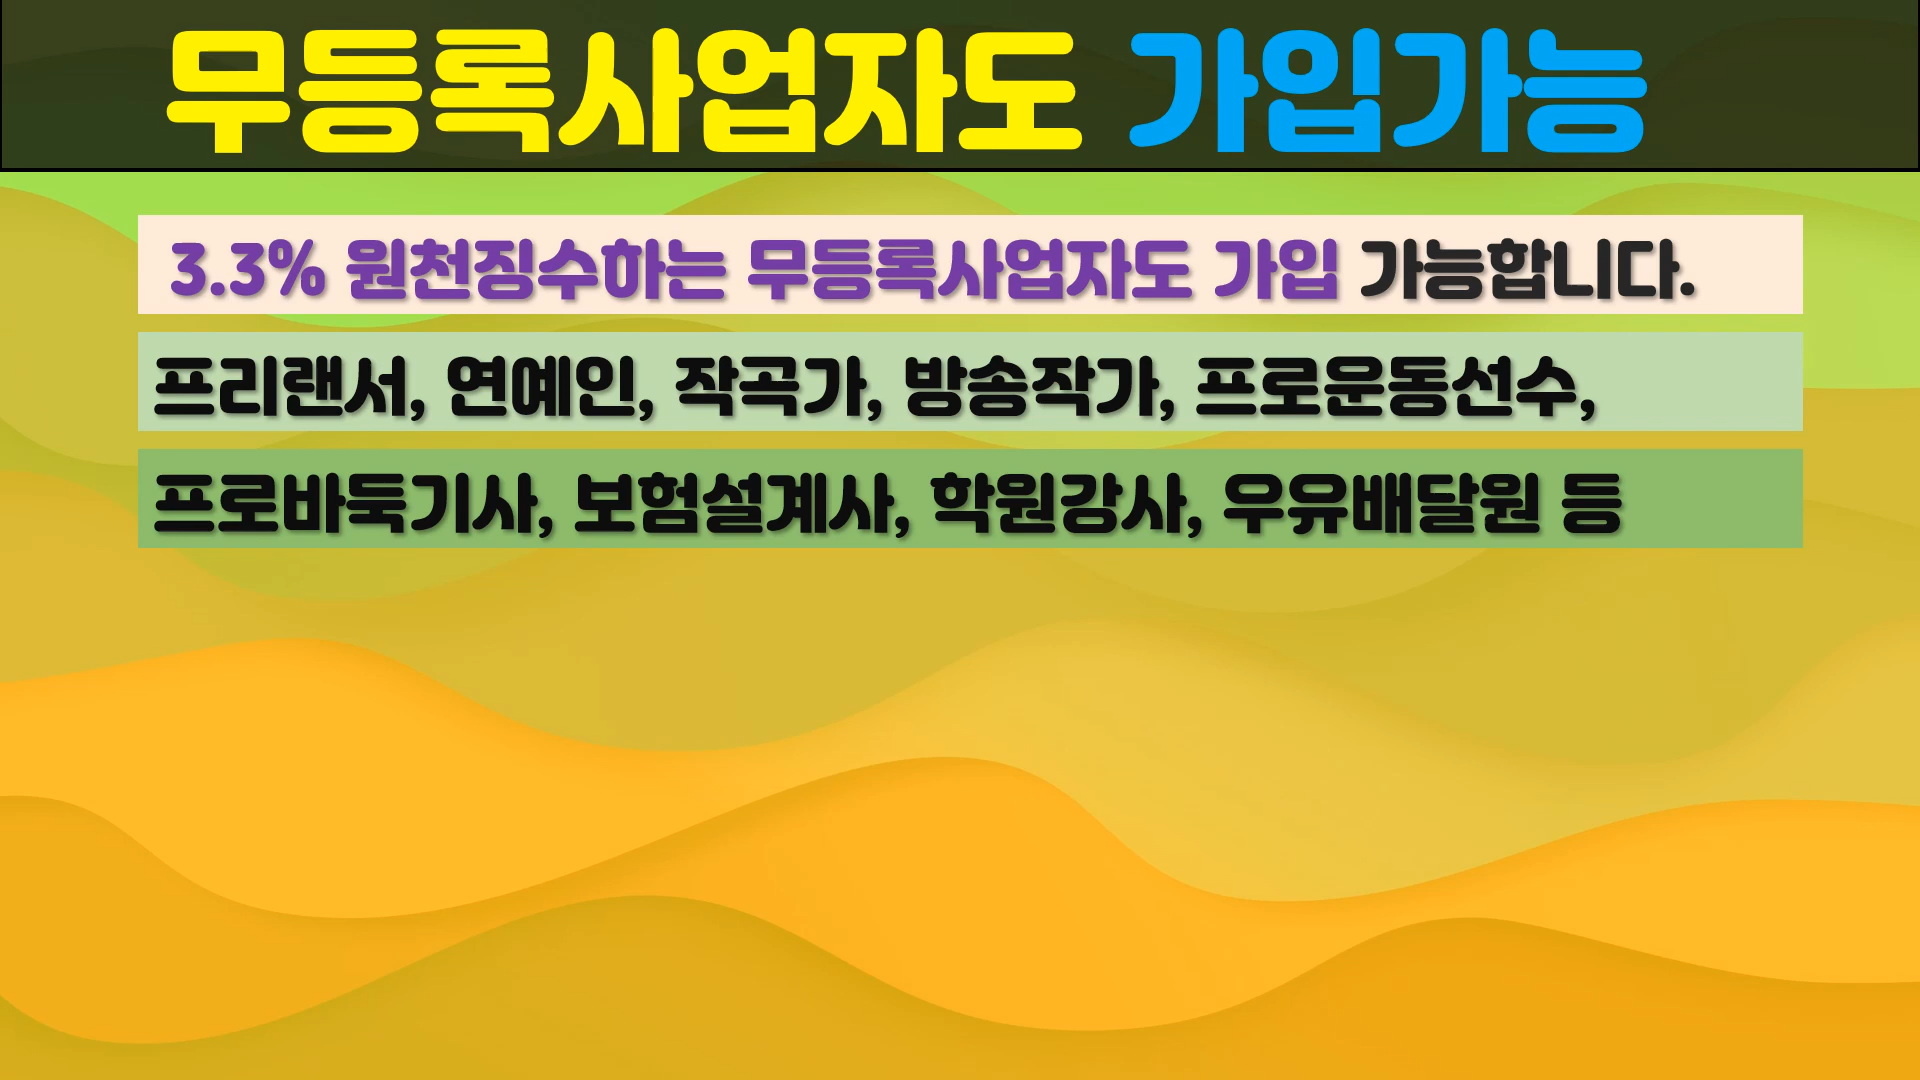 무등록사업자도 가입가능
3.3% 원천징수하는 무등록사업자도 가입 가능합니다.
프리랜서, 연예인, 작곡가, 방송작가, 프로운동선수,
프로바둑기사, 보험설계사, 학원강사, 우유배달원 등